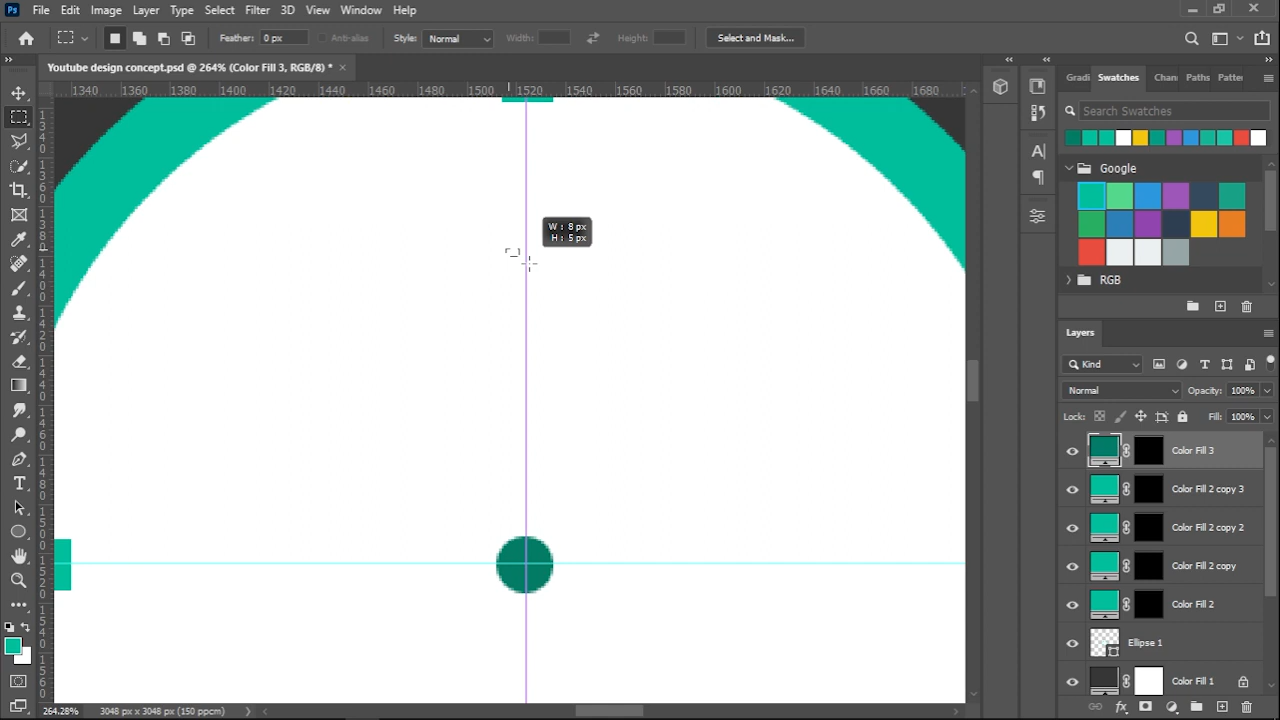 Ps File Edit Image Layer Type Select Filter 3D View Window Help
Feather: 0 px Anti-alias Style: Normal Width: Height: Select and Mask...
Youtube design concept.psd @ 264% (Color Fill 3, RGB/8) * ×
1340 1360 1380 1400 1420 1440 1460 1480 1500 1520 1540 1560 1580 1600 1620 1640 1660 1680
W: 8 px
H: 5 px
Gradi Swatches Chan Paths Patter
Search Swatches
Google
RGB
Layers
Kind
Normal Opacity: 100%
Lock: Fill: 100%
Color Fill 3
Color Fill 2 copy 3
Color Fill 2 copy 2
Color Fill 2 copy
Color Fill 2
Ellipse 1
Color Fill 1
264.28% 3048 px x 3048 px (150 ppcm)